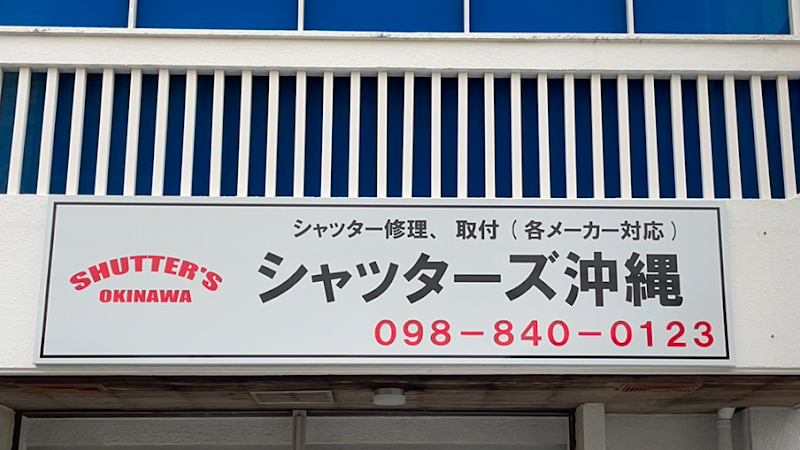 シャッター修理、取付(各メーカー対応)
SHUTTER'S
OKINAWA
シャッターズ沖縄
098-840-0123